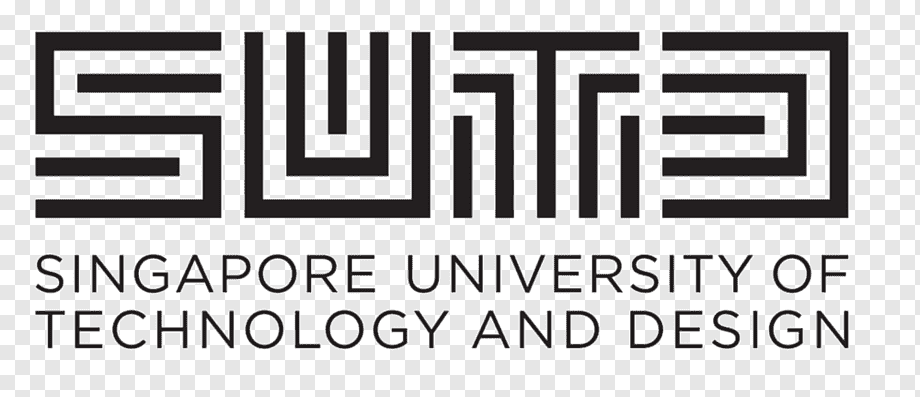 SUTD
SINGAPORE UNIVERSITY OF
TECHNOLOGY AND DESIGN